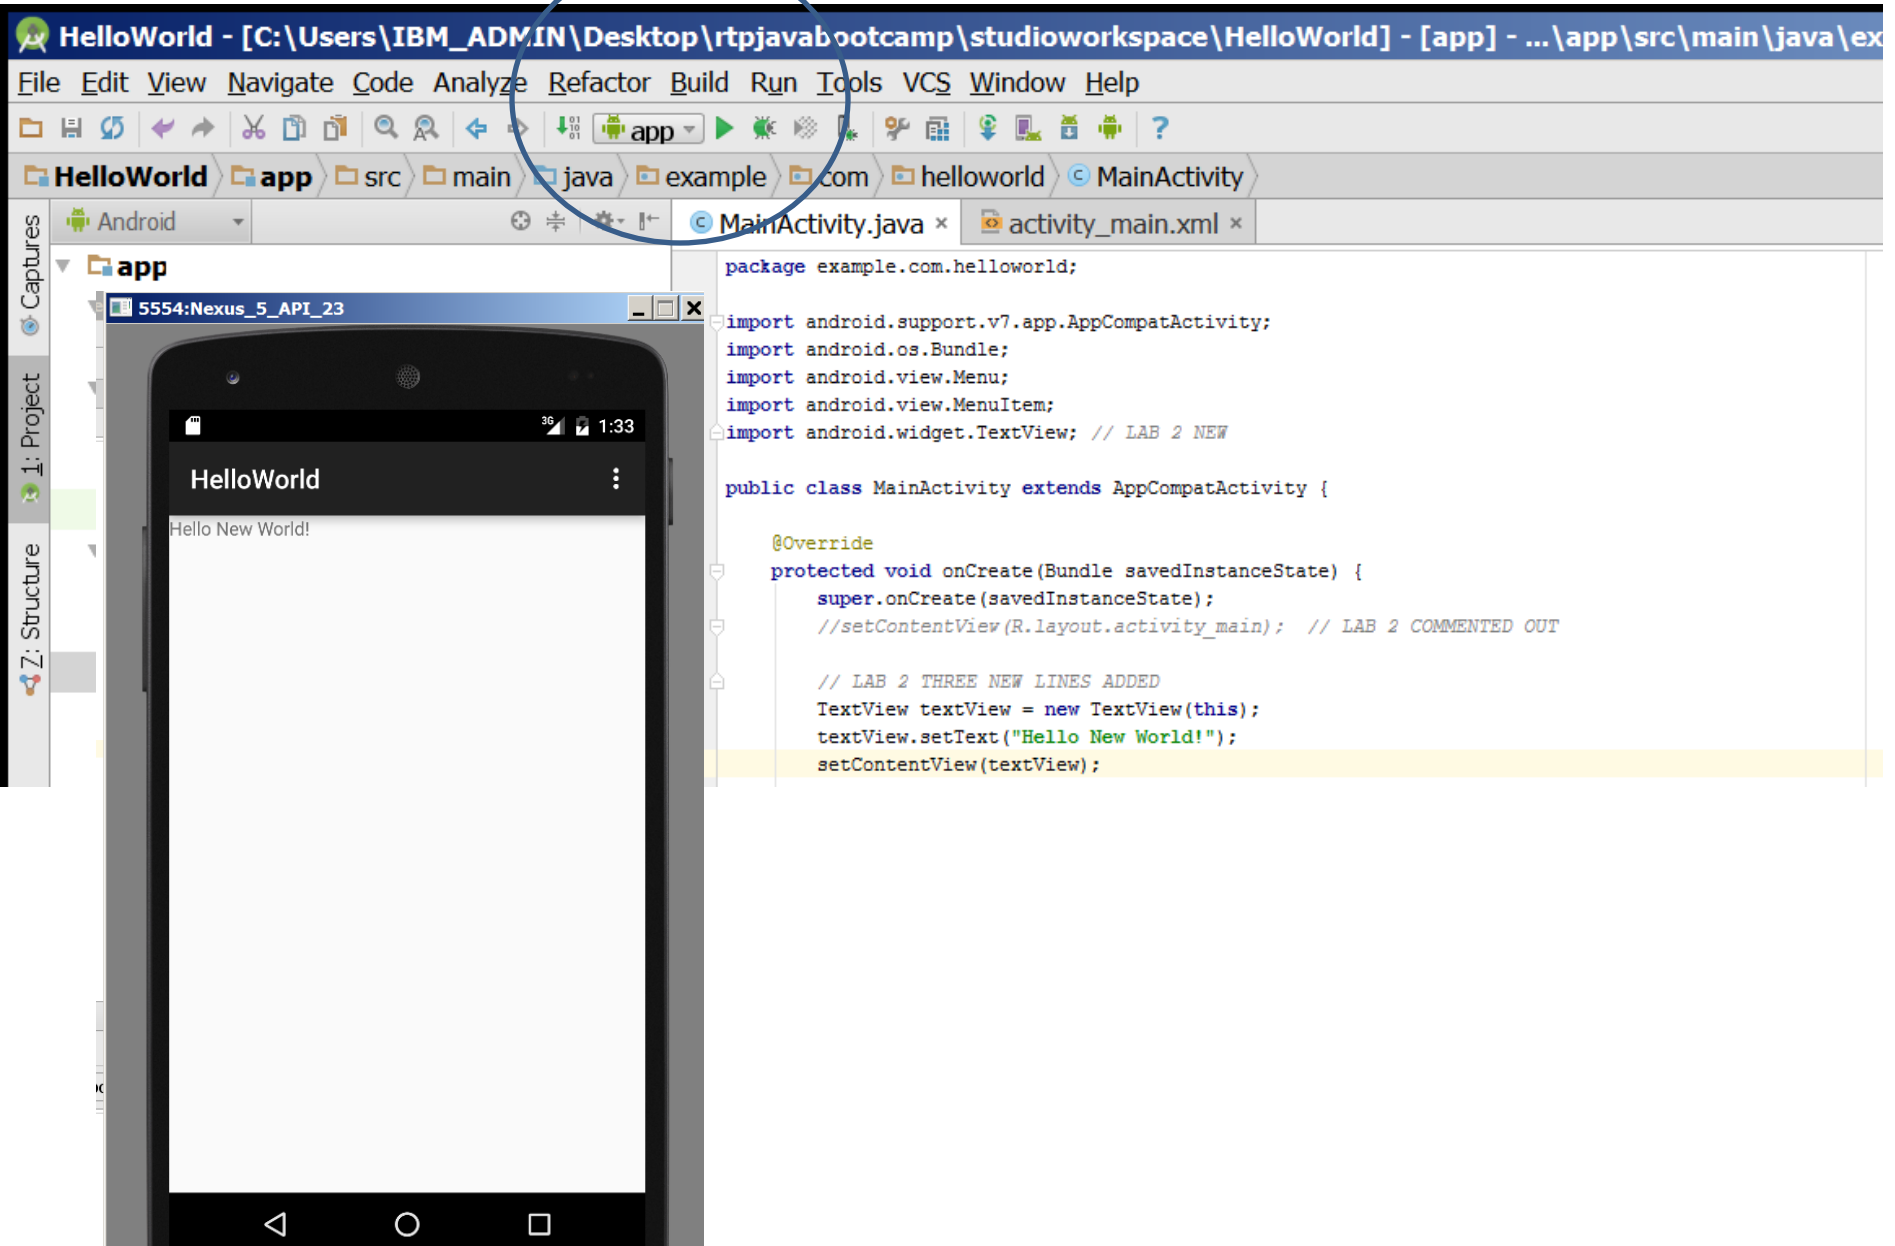 HelloWorld - [C:\Users\IBM_ADMIN\Desktop\rtpjavabootcamp\studioworkspace\HelloWorld] - [app] - ...\app\src\main\java\ex
File Edit View Navigate Code Analyze Refactor Build Run Tools VCS Window Help
app
HelloWorld app src main java example com helloworld MainActivity
Android
MainActivity.java
activity_main.xml
Captures
1: Project
Z: Structure
app
5554:Nexus_5_API_23
3G 1:33
HelloWorld
Hello New World!
package example.com.helloworld;
import android.support.v7.app.AppCompatActivity;
import android.os.Bundle;
import android.view.Menu;
import android.view.MenuItem;
import android.widget.TextView; // LAB 2 NEW
public class MainActivity extends AppCompatActivity {
@Override
protected void onCreate(Bundle savedInstanceState) {
super.onCreate(savedInstanceState);
//setContentView(R.layout.activity_main); // LAB 2 COMMENTED OUT
// LAB 2 THREE NEW LINES ADDED
TextView textView = new TextView(this);
textView.setText("Hello New World!");
setContentView(textView);